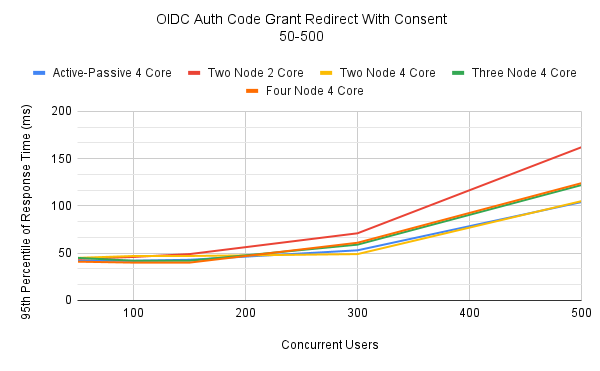 OIDC Auth Code Grant Redirect With Consent
50-500
Active-Passive 4 Core Two Node 2 Core Two Node 4 Core Three Node 4 Core
Four Node 4 Core
95th Percentile of Response Time (ms)
200
150
100
50
0
100 200 300 400 500
Concurrent Users